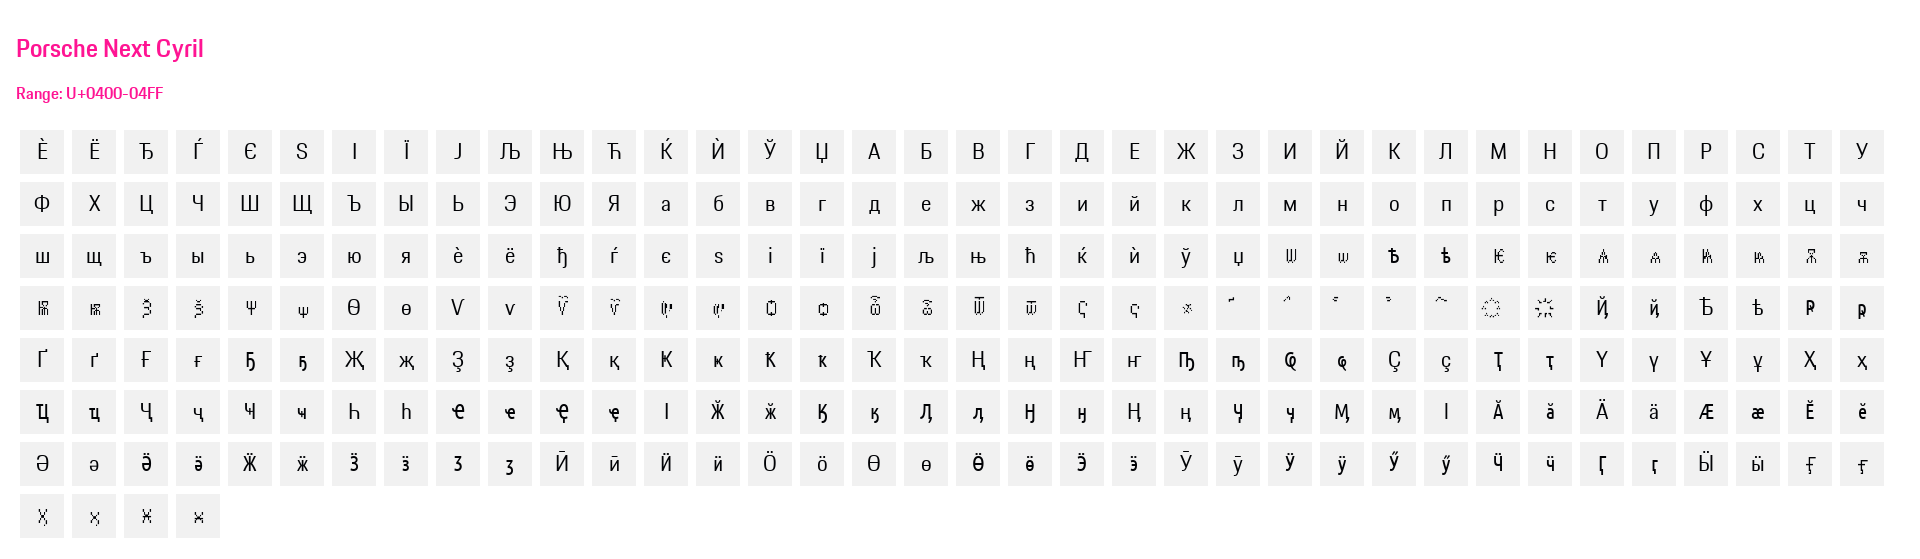 Porsche Next Cyril
Range: U+0400-04FF
Ѐ Ё Ђ Ѓ Є Ѕ І Ї Ј Љ Њ Ћ Ќ Ѝ Ў Џ А Б В Г Д Е Ж З И Й К Л М Н О П Р С Т У
Ф Х Ц Ч Ш Щ Ъ Ы Ь Э Ю Я а б в г д е ж з и й к л м н о п р с т у ф х ц ч
ш щ ъ ы ь э ю я ѐ ё ђ ѓ є ѕ і ї ј љ њ ћ ќ ѝ ў џ Ѡ ѡ Ѣ ѣ Ѥ ѥ Ѧ ѧ Ѩ ѩ Ѫ ѫ
Ѭ ѭ Ѯ ѯ Ѱ ѱ Ѳ ѳ Ѵ ѵ Ѷ ѷ Ѹ ѹ Ѻ ѻ Ѽ ѽ Ѿ ѿ Ҁ ҁ ҂ ҃ ҄ ҅ ҆ ҇ ҈ ҉ Ҋ ҋ Ҍ ҍ Ҏ ҏ
Ґ ґ Ғ ғ Ҕ ҕ Җ җ Ҙ ҙ Қ қ Ҝ ҝ Ҟ ҟ Ҡ ҡ Ң ң Ҥ ҥ Ҧ ҧ Ҩ ҩ Ҫ ҫ Ҭ ҭ Ү ү Ұ ұ Ҳ ҳ
Ҵ ҵ Ҷ ҷ Ҹ ҹ Һ һ Ҽ ҽ Ҿ ҿ Ӏ Ӂ ӂ Ӄ ӄ Ӆ ӆ Ӈ ӈ Ӊ ӊ Ӌ ӌ Ӎ ӎ ӏ Ӑ ӑ Ӓ ӓ Ӕ ӕ Ӗ ӗ
Ә ә Ӛ ӛ Ӝ ӝ Ӟ ӟ Ӡ ӡ Ӣ ӣ Ӥ ӥ Ӧ ӧ Ө ө Ӫ ӫ Ӭ ӭ Ӯ ӯ Ӱ ӱ Ӳ ӳ Ӵ ӵ Ӷ ӷ Ӹ ӹ Ӻ ӻ
Ӽ ӽ Ӿ ӿ